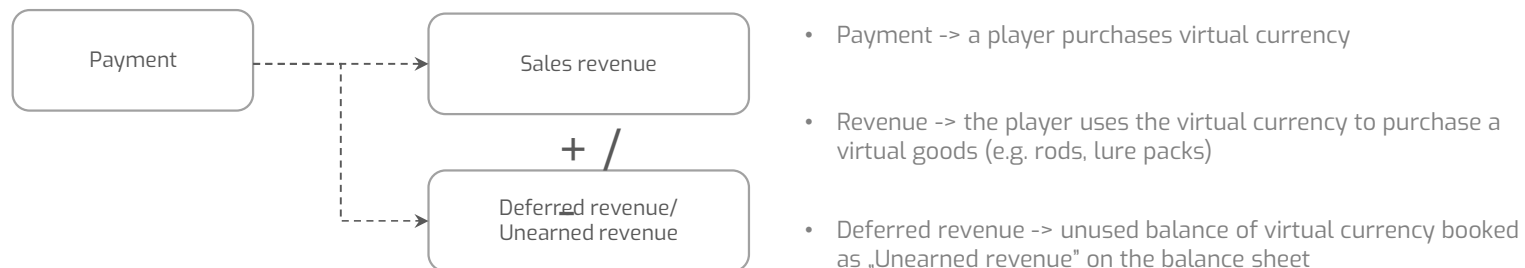 Payment
Sales revenue
+ /
-
Deferred revenue/
Unearned revenue
• Payment -> a player purchases virtual currency
• Revenue -> the player uses the virtual currency to purchase a
virtual goods (e.g. rods, lure packs)
• Deferred revenue -> unused balance of virtual currency booked
as „Unearned revenue” on the balance sheet